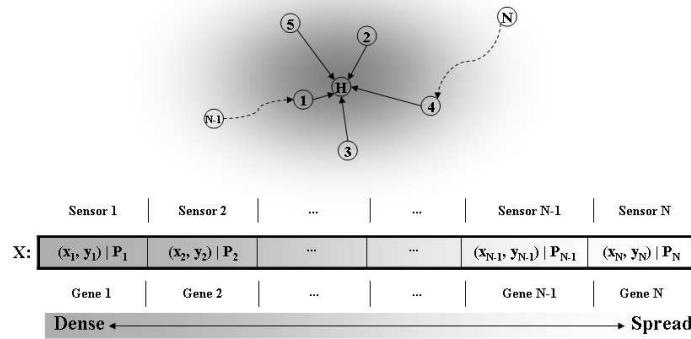 5
2
N
H
1
4
N-1
3
Sensor 1 Sensor 2 ... ... Sensor N-1 Sensor N
X: (x1, y1) | P1 (x2, y2) | P2 ... ... (xN-1, yN-1) | PN-1 (xN, yN) | PN
Gene 1 Gene 2 ... ... Gene N-1 Gene N
Dense Spread